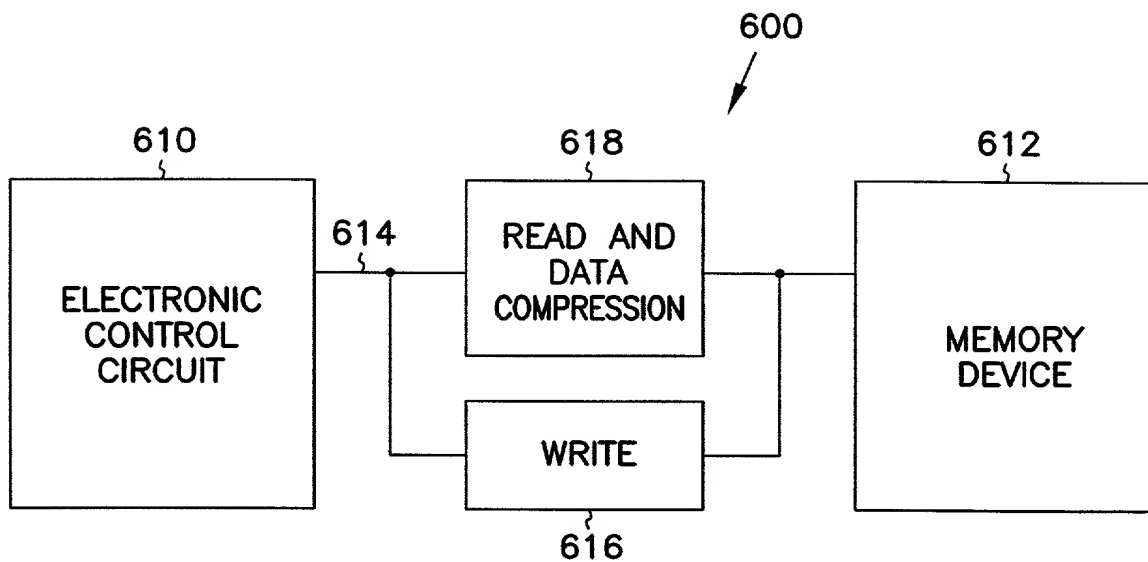 600
610
618
612
614
READ AND
DATA
COMPRESSION
ELECTRONIC
CONTROL
CIRCUIT
MEMORY
DEVICE
WRITE
616